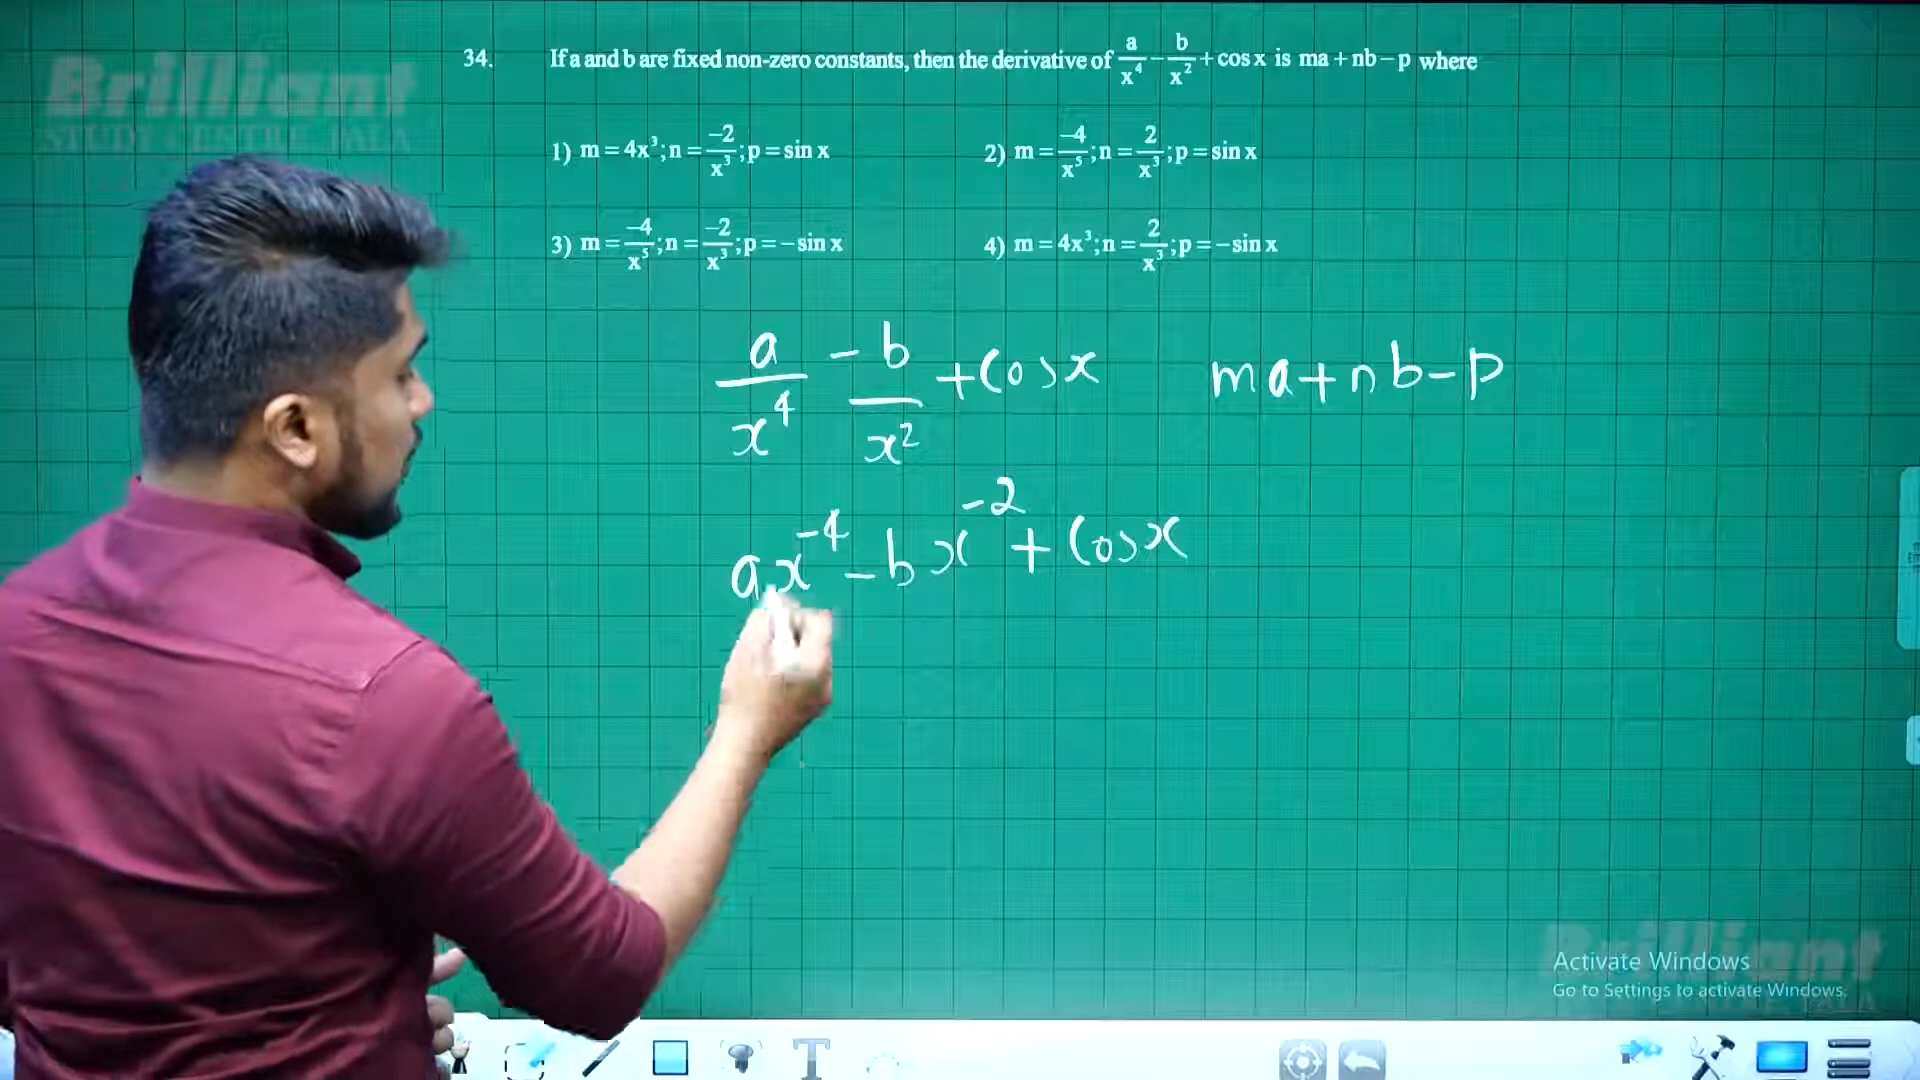 Brilliant
STUDY CENTRE, PALA
34. If a and b are fixed non-zero constants, then the derivative of a/x⁴ − b/x² + cos x is ma + nb − p where
1) m = 4x³; n = −2/x³; p = sin x
2) m = −4/x⁵; n = 2/x³; p = sin x
3) m = −4/x⁵; n = −2/x³; p = − sin x
4) m = 4x³; n = 2/x³; p = − sin x
a/x⁴ − b/x² + Cos x ma + nb − p
ax⁻⁴ − bx⁻² + Cos x
Brilliant
Activate Windows
Go to Settings to activate Windows.
T